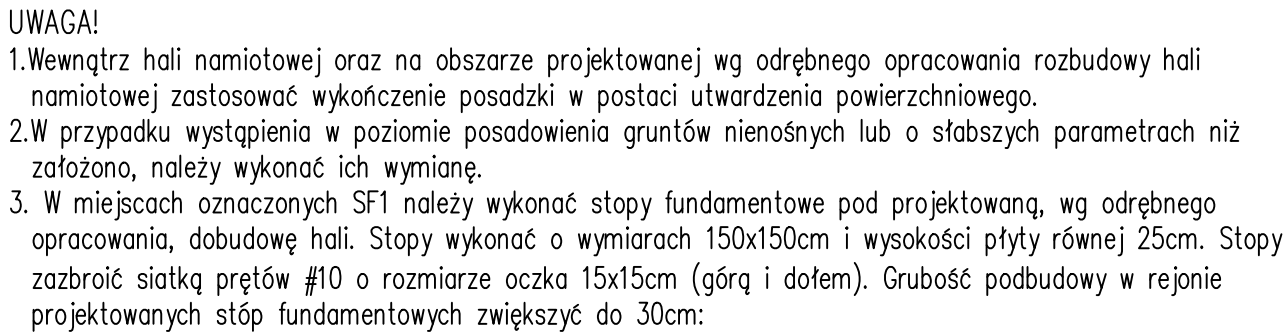 UWAGA!
1.Wewnątrz hali namiotowej oraz na obszarze projektowanej wg odrębnego opracowania rozbudowy hali
namiotowej zastosować wykończenie posadzki w postaci utwardzenia powierzchniowego.
2.W przypadku wystąpienia w poziomie posadowienia gruntów nienośnych lub o słabszych parametrach niż
założono, należy wykonać ich wymianę.
3. W miejscach oznaczonych SF1 należy wykonać stopy fundamentowe pod projektowaną, wg odrębnego
opracowania, dobudowę hali. Stopy wykonać o wymiarach 150x150cm i wysokości płyty równej 25cm. Stopy
zazbroić siatką prętów #10 o rozmiarze oczka 15x15cm (górą i dołem). Grubość podbudowy w rejonie
projektowanych stóp fundamentowych zwiększyć do 30cm: